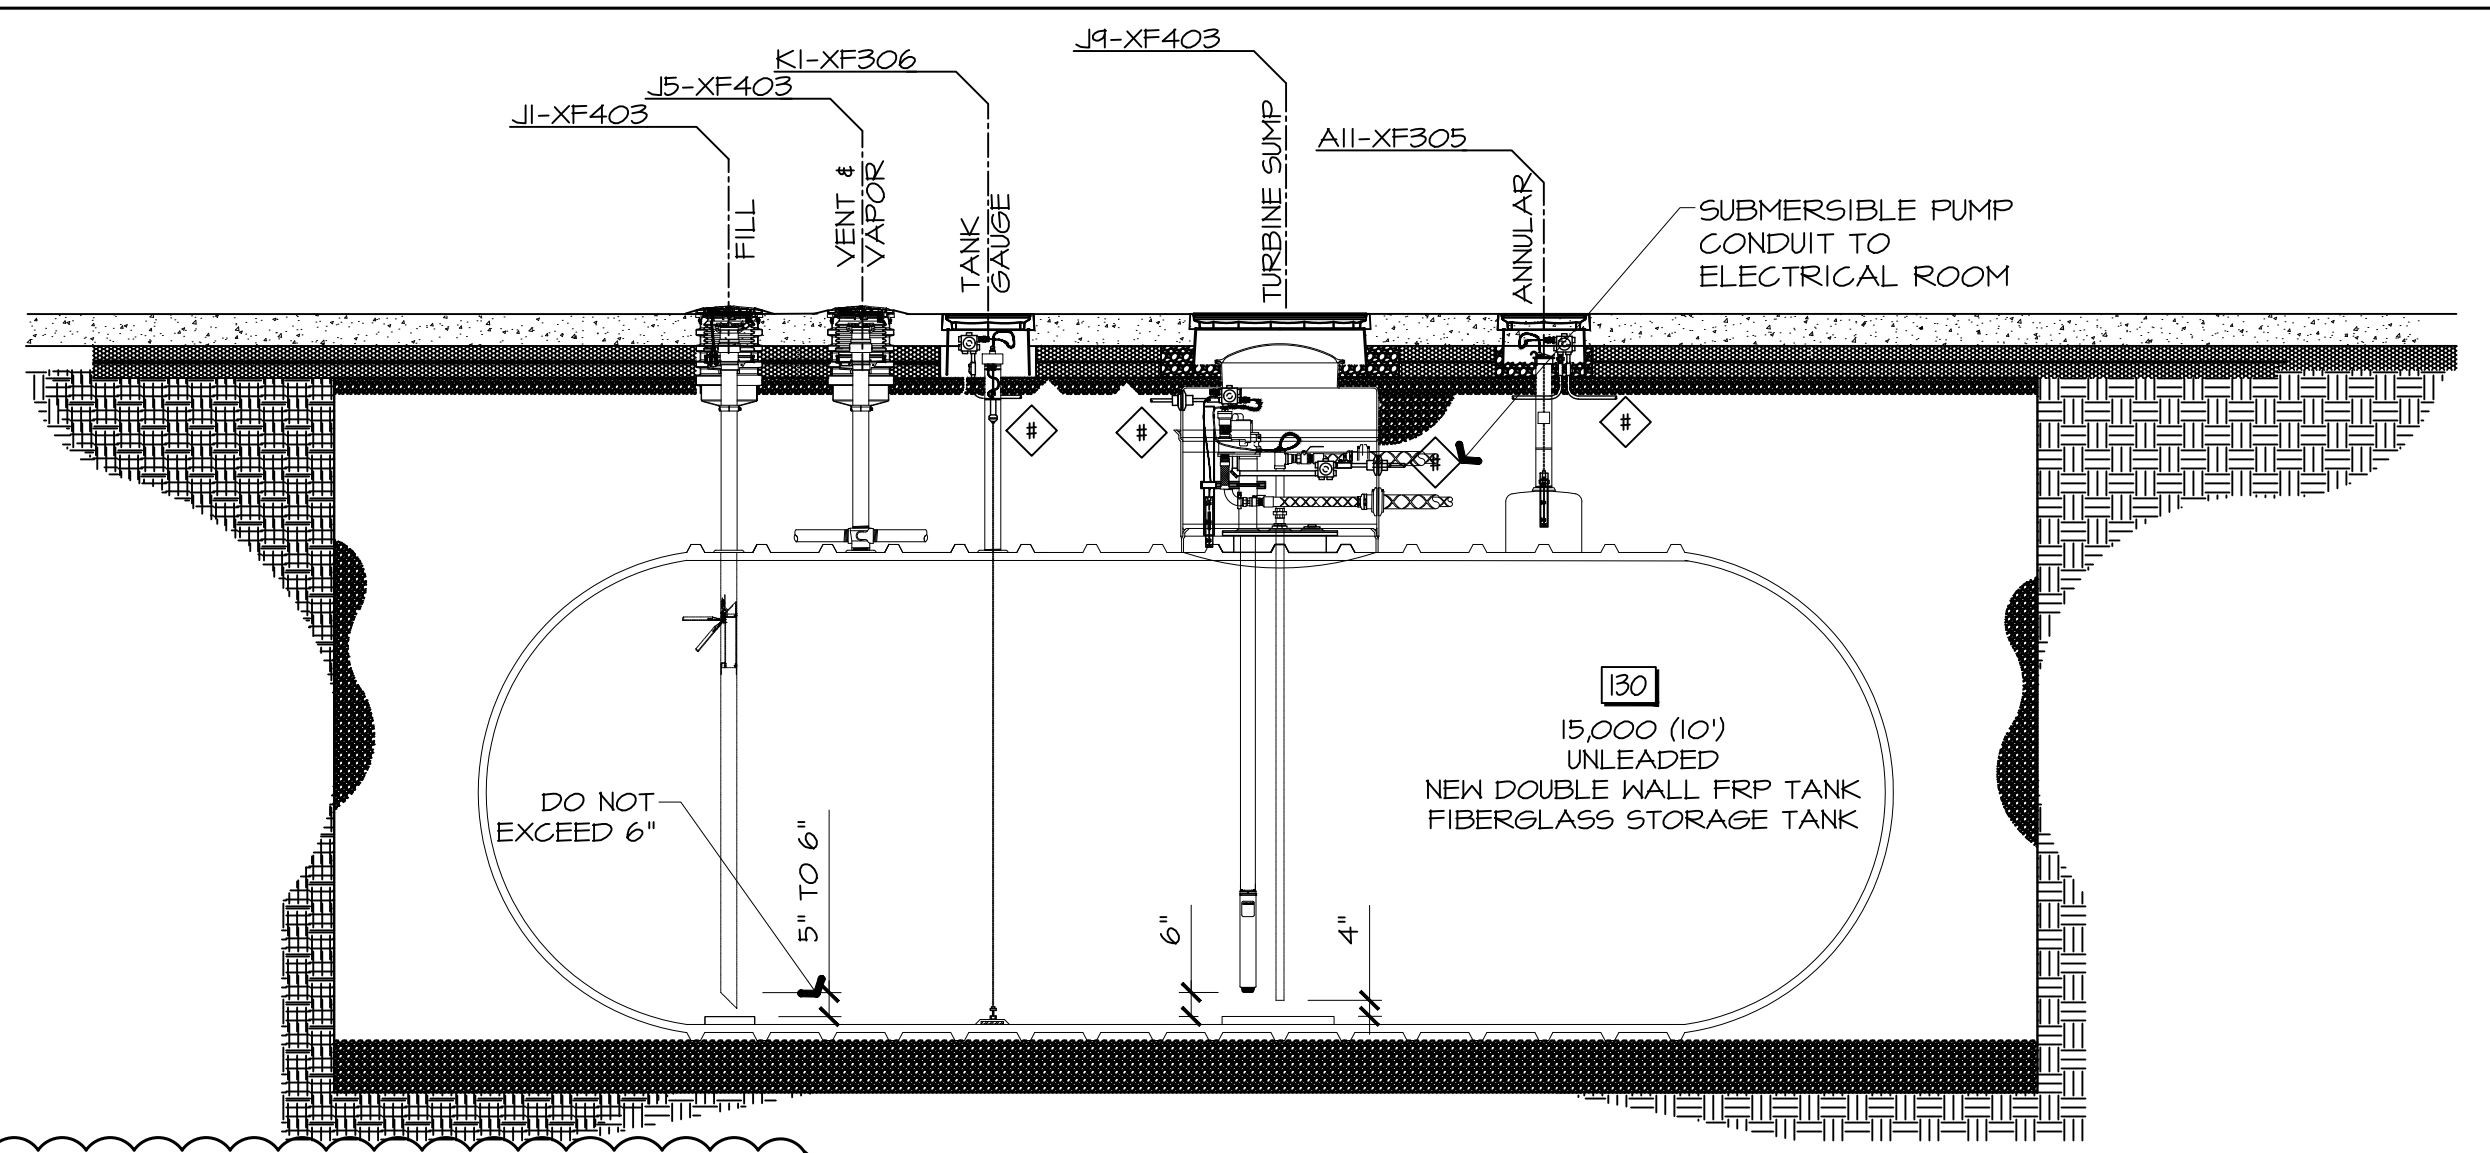 J9-XF403
K1-XF306
J5-XF403
J1-XF403
A11-XF305
FILL
VENT &
VAPOR
TANK
GAUGE
TURBINE SUMP
ANNULAR
SUBMERSIBLE PUMP
CONDUIT TO
ELECTRICAL ROOM
#
#
#
#
130
15,000 (10')
UNLEADED
NEW DOUBLE WALL FRP TANK
FIBERGLASS STORAGE TANK
DO NOT
EXCEED 6"
5" TO 6"
6"
4"